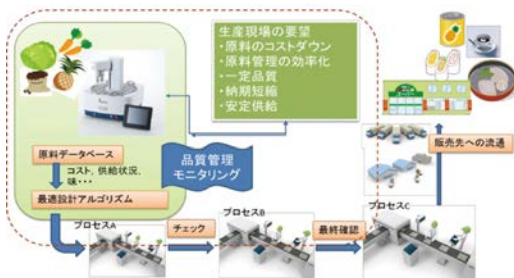 生産現場の要望
・原料のコストダウン
・原料管理の効率化
・一定品質
・納期短縮
・安定供給
原料データベース
コスト, 供給状況,
味・・・
最適設計アルゴリズム
品質管理
モニタリング
販売先への流通
プロセスA
チェック
プロセスB
最終確認
プロセスC